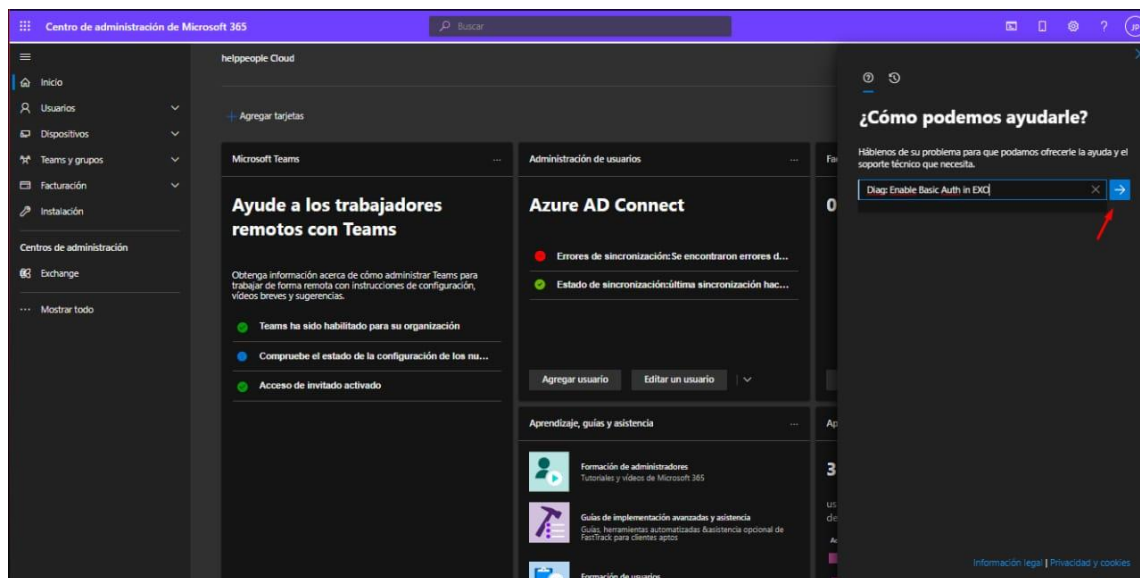 Centro de administración de Microsoft 365
Buscar
JP
helppeople Cloud
Inicio
Usuarios
Dispositivos
Teams y grupos
Facturación
Instalación
Centros de administración
Exchange
Mostrar todo
Agregar tarjetas
Microsoft Teams
Ayude a los trabajadores
remotos con Teams
Obtenga información acerca de cómo administrar Teams para
trabajar de forma remota con instrucciones de configuración,
vídeos breves y sugerencias.
Teams ha sido habilitado para su organización
Compruebe el estado de la configuración de los nu...
Acceso de invitado activado
Administración de usuarios
Azure AD Connect
Errores de sincronización:Se encontraron errores d...
Estado de sincronización:última sincronización hac...
Agregar usuario
Editar un usuario
Aprendizaje, guías y asistencia
Formación de administradores
Tutoriales y vídeos de Microsoft 365
Guías de implementación avanzadas y asistencia
Guías, herramientas automatizadas &asistencia opcional de
FastTrack para clientes aptos
Formación de usuarios
Fa
0
Ap
3
us
de
¿Cómo podemos ayudarle?
Háblenos de su problema para que podamos ofrecerle la ayuda y el
soporte técnico que necesita.
Diag: Enable Basic Auth in EXO
Información legal | Privacidad y cookies